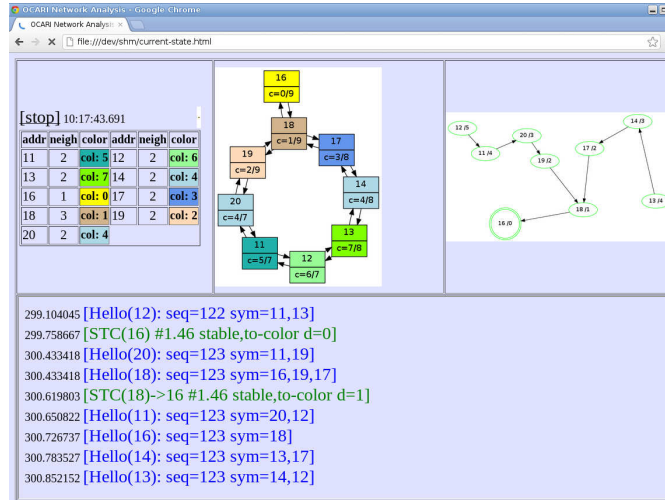 OCARI Network Analysis - Google Chrome
OCARI Network Analysis ×
file:///dev/shm/current-state.html
[stop] 10:17:43.691
addr neigh color addr neigh color
11 2 col: 5 12 2 col: 6
13 2 col: 7 14 2 col: 4
16 1 col: 0 17 2 col: 3
18 3 col: 1 19 2 col: 2
20 2 col: 4
16
c=0/9
18
c=1/9
17
c=3/8
19
c=2/9
14
c=4/8
20
c=4/7
13
c=7/8
11
c=5/7
12
c=6/7
14 /3
12 /5
20 /3
17 /2
11 /4
19 /2
13 /4
18 /1
16 /0
299.104045 [Hello(12): seq=122 sym=11,13]
299.758667 [STC(16) #1.46 stable,to-color d=0]
300.433418 [Hello(20): seq=123 sym=11,19]
300.433418 [Hello(18): seq=123 sym=16,19,17]
300.619803 [STC(18)->16 #1.46 stable,to-color d=1]
300.650822 [Hello(11): seq=123 sym=20,12]
300.726737 [Hello(16): seq=123 sym=18]
300.783527 [Hello(14): seq=123 sym=13,17]
300.852152 [Hello(13): seq=123 sym=14,12]